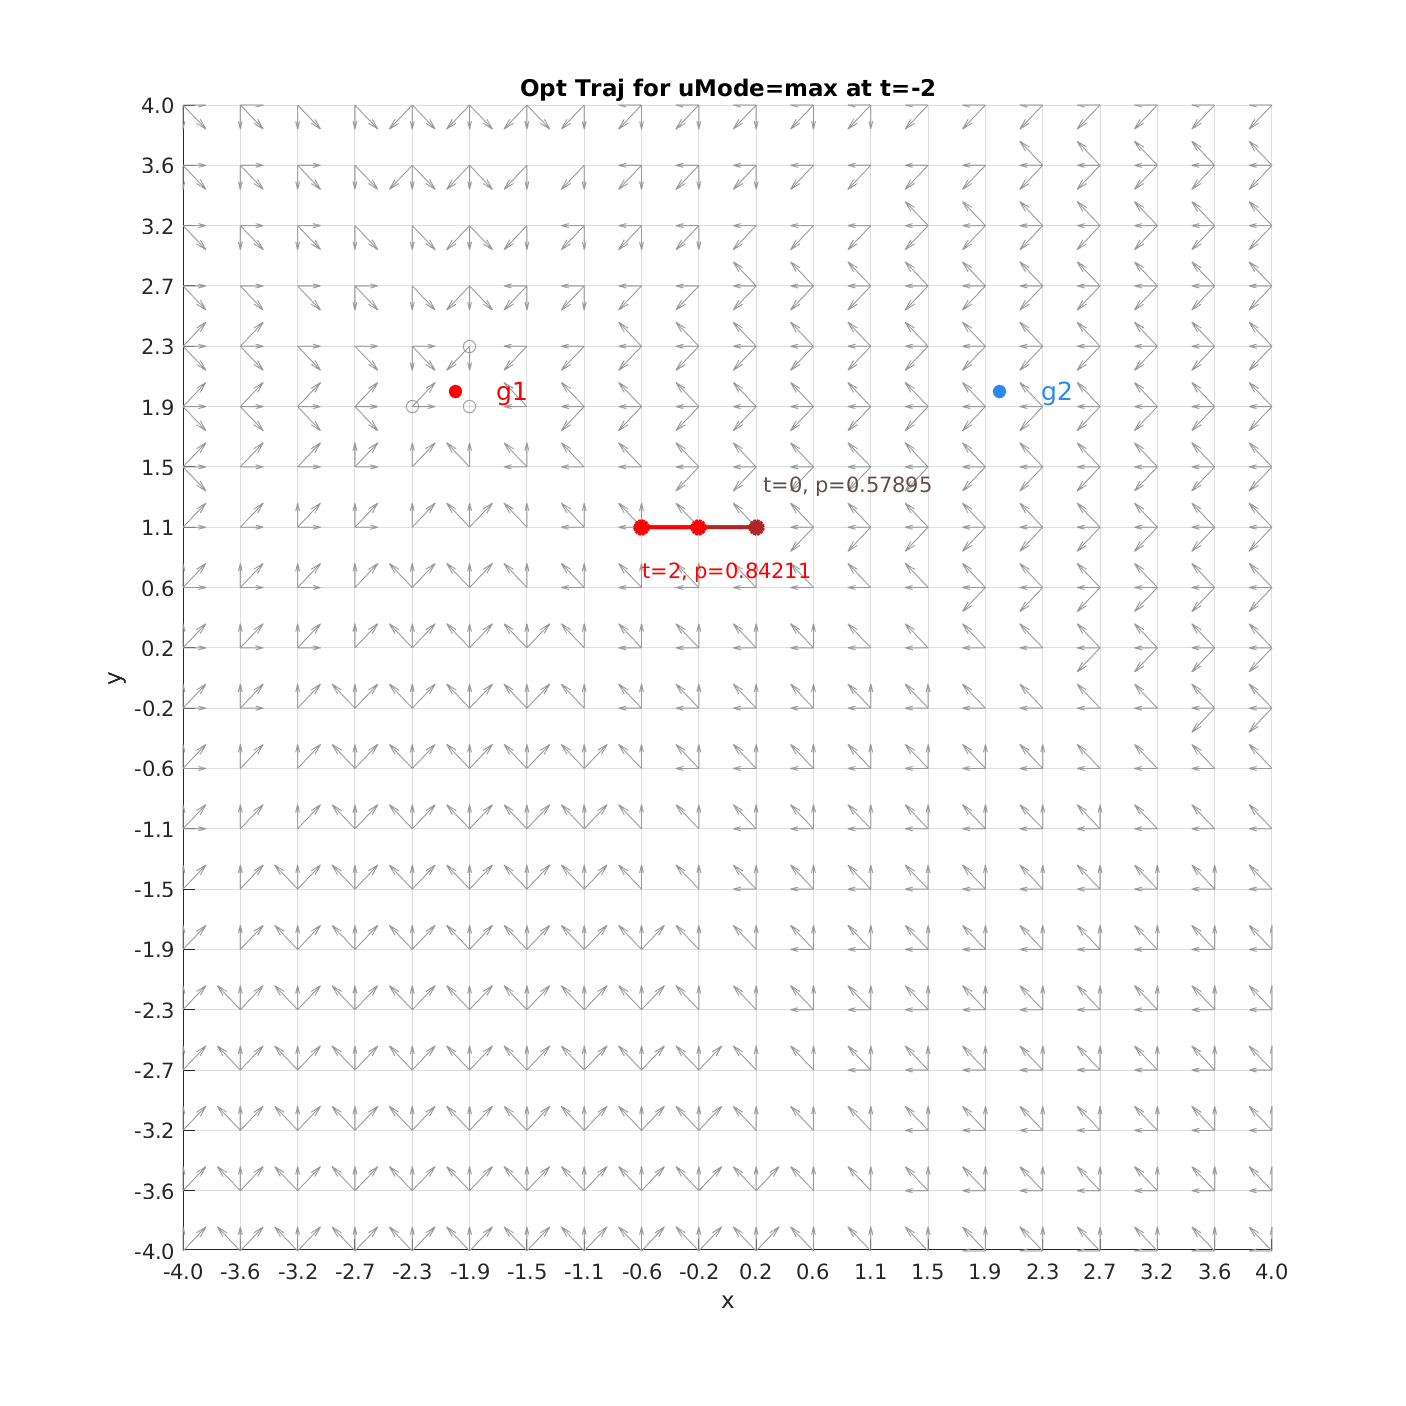 Opt Traj for uMode=max at t=-2
4.0
3.6
3.2
2.7
2.3
1.9
1.5
1.1
0.6
0.2
-0.2
-0.6
-1.1
-1.5
-1.9
-2.3
-2.7
-3.2
-3.6
-4.0
y
g1
g2
t=0, p=0.57895
t=2, p=0.84211
-4.0 -3.6 -3.2 -2.7 -2.3 -1.9 -1.5 -1.1 -0.6 -0.2 0.2 0.6 1.1 1.5 1.9 2.3 2.7 3.2 3.6 4.0
x